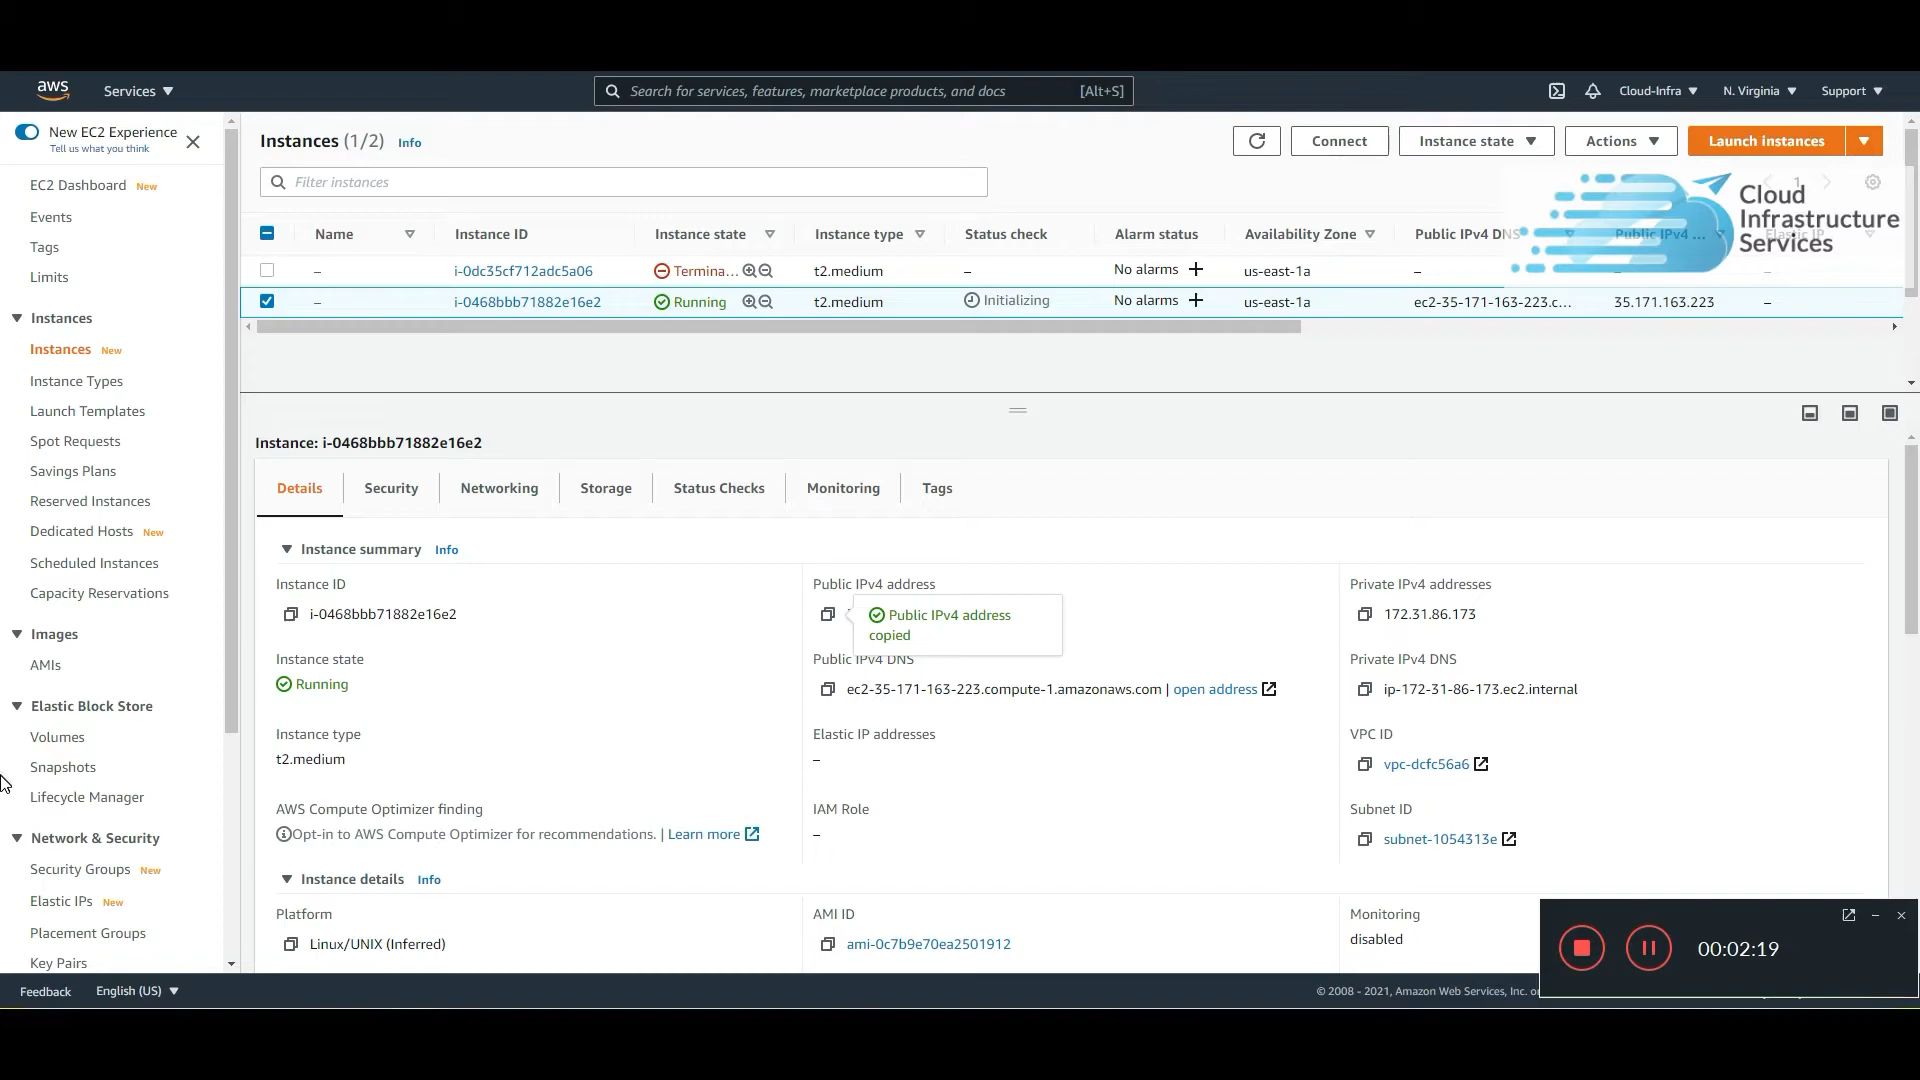 aws
Services
Search for services, features, marketplace products, and docs [Alt+S]
Cloud-Infra
N. Virginia
Support
New EC2 Experience
Tell us what you think
EC2 Dashboard New
Events
Tags
Limits
Instances
Instances New
Instance Types
Launch Templates
Spot Requests
Savings Plans
Reserved Instances
Dedicated Hosts New
Scheduled Instances
Capacity Reservations
Images
AMIs
Elastic Block Store
Volumes
Snapshots
Lifecycle Manager
Network & Security
Security Groups New
Elastic IPs New
Placement Groups
Key Pairs
Instances (1/2) Info
Connect
Instance state
Actions
Launch instances
Filter instances
1
Cloud
Infrastructure
Services
Name Instance ID Instance state Instance type Status check Alarm status Availability Zone Public IPv4 DNS Public IPv4 ... Elastic IP
– i-0dc35cf712adc5a06 Termina... t2.medium – No alarms + us-east-1a – – –
– i-0468bbb71882e16e2 Running t2.medium Initializing No alarms + us-east-1a ec2-35-171-163-223.c... 35.171.163.223 –
Instance: i-0468bbb71882e16e2
Details Security Networking Storage Status Checks Monitoring Tags
Instance summary Info
Instance ID
i-0468bbb71882e16e2
Public IPv4 address
Public IPv4 address
copied
Private IPv4 addresses
172.31.86.173
Instance state
Running
Public IPv4 DNS
ec2-35-171-163-223.compute-1.amazonaws.com | open address
Private IPv4 DNS
ip-172-31-86-173.ec2.internal
Instance type
t2.medium
Elastic IP addresses
–
VPC ID
vpc-dcfc56a6
AWS Compute Optimizer finding
Opt-in to AWS Compute Optimizer for recommendations. | Learn more
IAM Role
–
Subnet ID
subnet-1054313e
Instance details Info
Platform
Linux/UNIX (Inferred)
AMI ID
ami-0c7b9e70ea2501912
Monitoring
disabled
00:02:19
Feedback
English (US)
© 2008 - 2021, Amazon Web Services, Inc. or